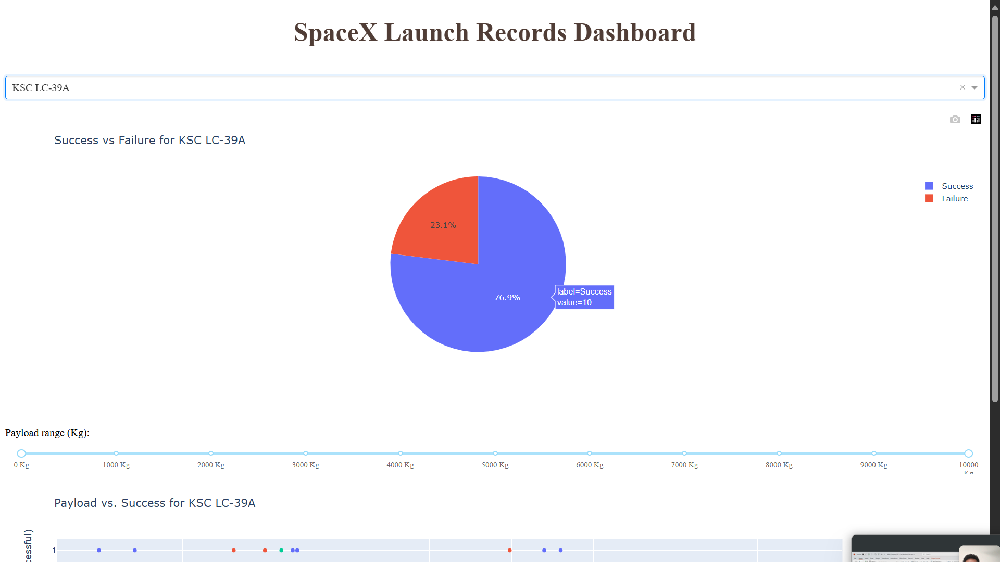 SpaceX Launch Records Dashboard
KSC LC-39A
Success vs Failure for KSC LC-39A
Success
Failure
23.1%
76.9%
label=Success
value=10
Payload range (Kg):
0 Kg
1000 Kg
2000 Kg
3000 Kg
4000 Kg
5000 Kg
6000 Kg
7000 Kg
8000 Kg
9000 Kg
10000
Kg
Payload vs. Success for KSC LC-39A
cessful)
1